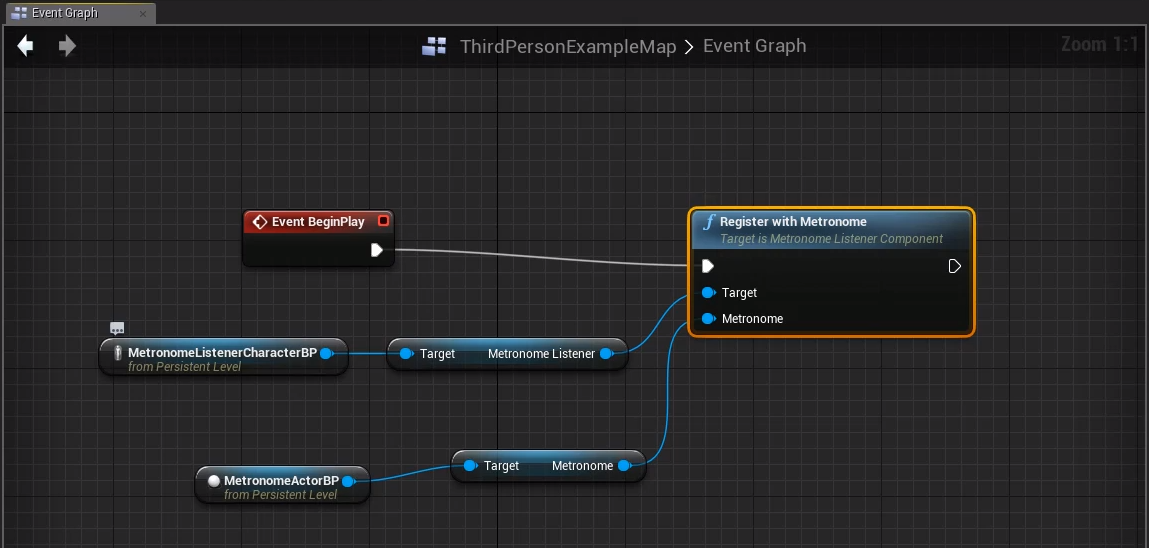 Event Graph
ThirdPersonExampleMap > Event Graph
Zoom 1:1
Event BeginPlay
f Register with Metronome
Target is Metronome Listener Component
Target
Metronome
MetronomeListenerCharacterBP
from Persistent Level
Target Metronome Listener
Target Metronome
MetronomeActorBP
from Persistent Level